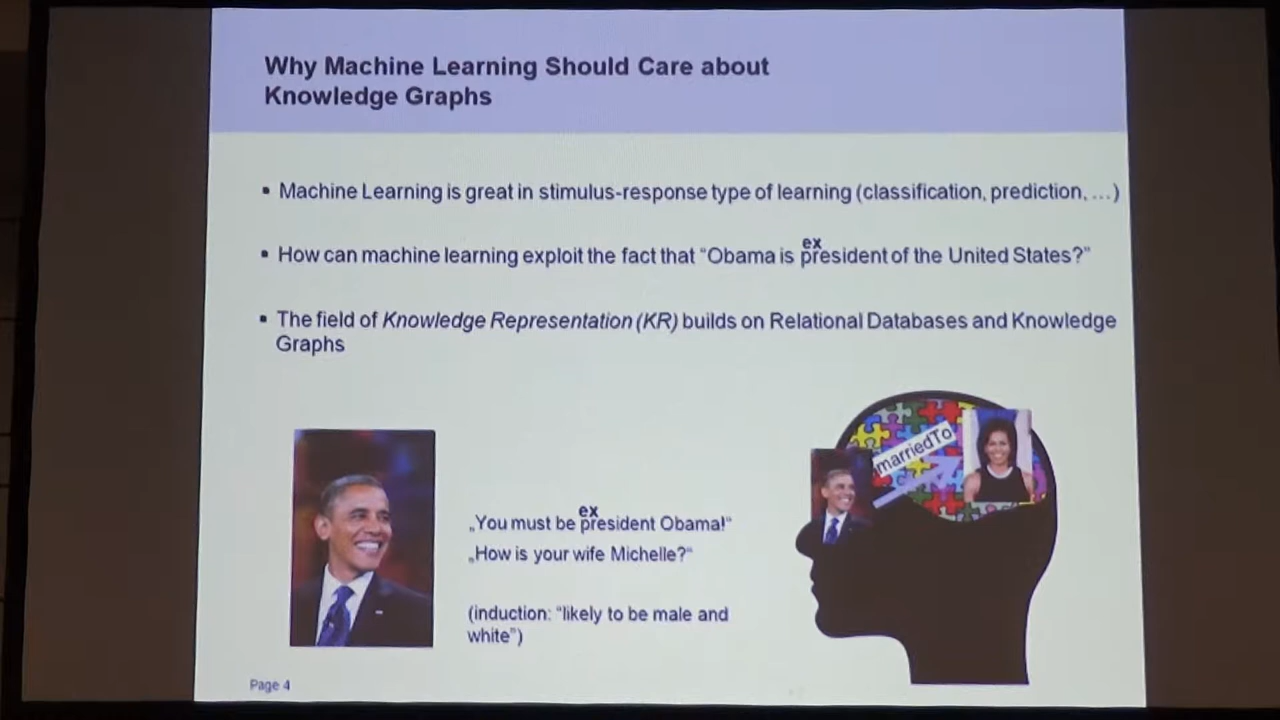 Why Machine Learning Should Care about
Knowledge Graphs
▪ Machine Learning is great in stimulus-response type of learning (classification, prediction, …)
ex
▪ How can machine learning exploit the fact that “Obama is president of the United States?”
▪ The field of Knowledge Representation (KR) builds on Relational Databases and Knowledge
Graphs
marriedTo
ex
„You must be president Obama!“
„How is your wife Michelle?“
(induction: “likely to be male and
white”)
Page 4